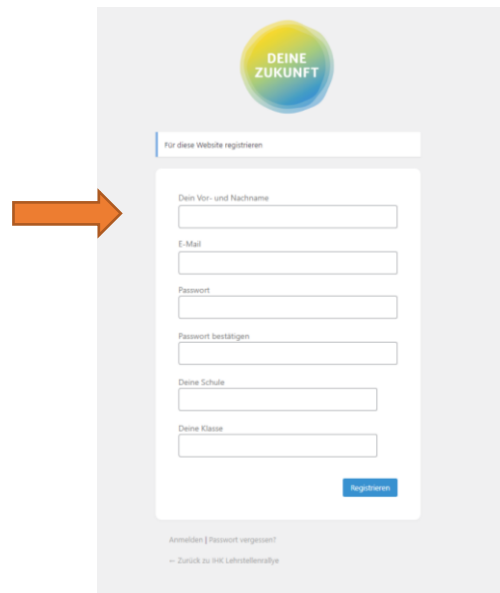 DEINE
ZUKUNFT
Für diese Website registrieren
Dein Vor- und Nachname
E-Mail
Passwort
Passwort bestätigen
Deine Schule
Deine Klasse
Registrieren
Anmelden | Passwort vergessen?
← Zurück zu IHK Lehrstellenrallye